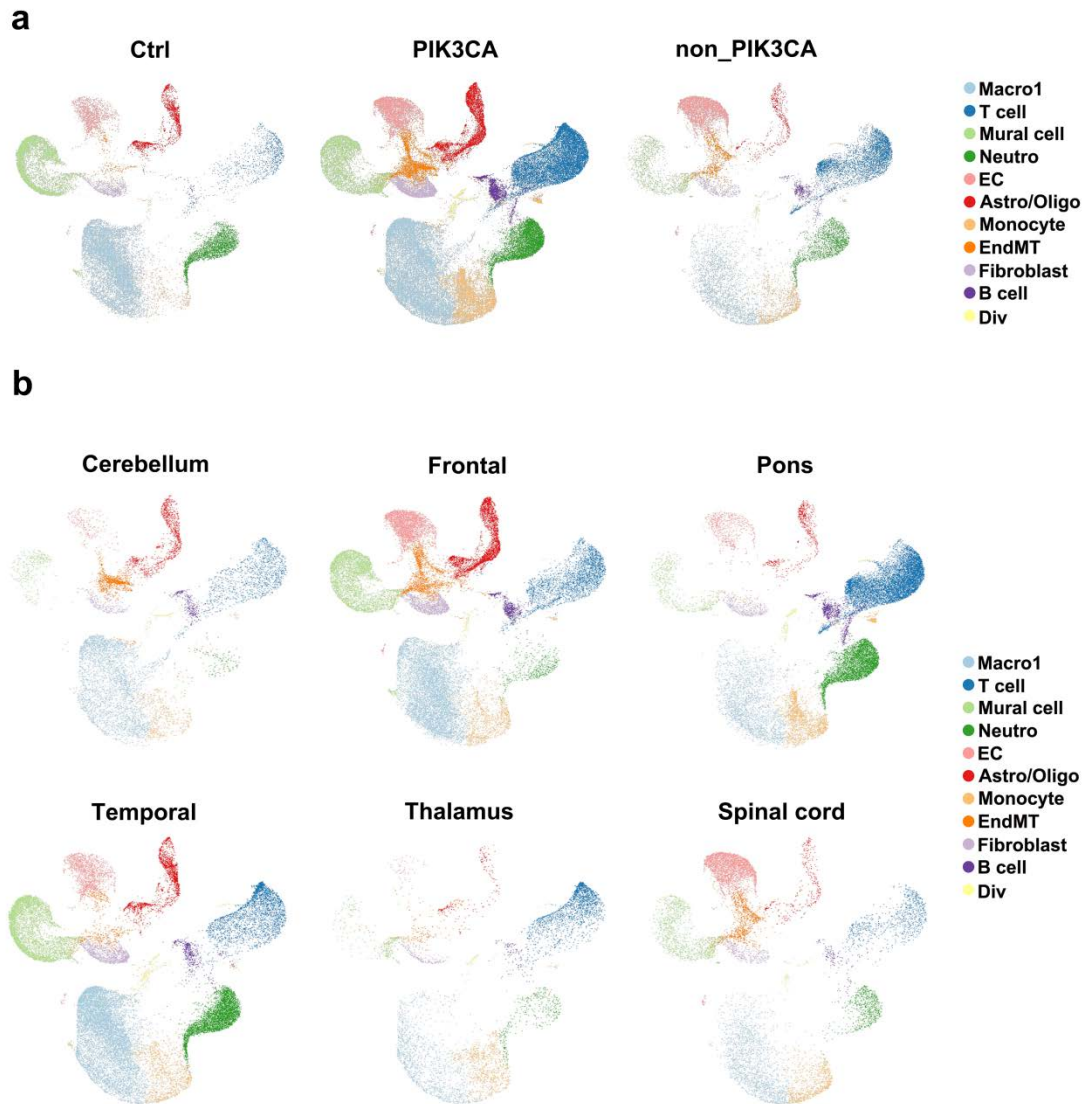 a
Ctrl
PIK3CA
non_PIK3CA
Macro1
T cell
Mural cell
Neutro
EC
Astro/Oligo
Monocyte
EndMT
Fibroblast
B cell
Div
b
Cerebellum
Frontal
Pons
Temporal
Thalamus
Spinal cord
Macro1
T cell
Mural cell
Neutro
EC
Astro/Oligo
Monocyte
EndMT
Fibroblast
B cell
Div